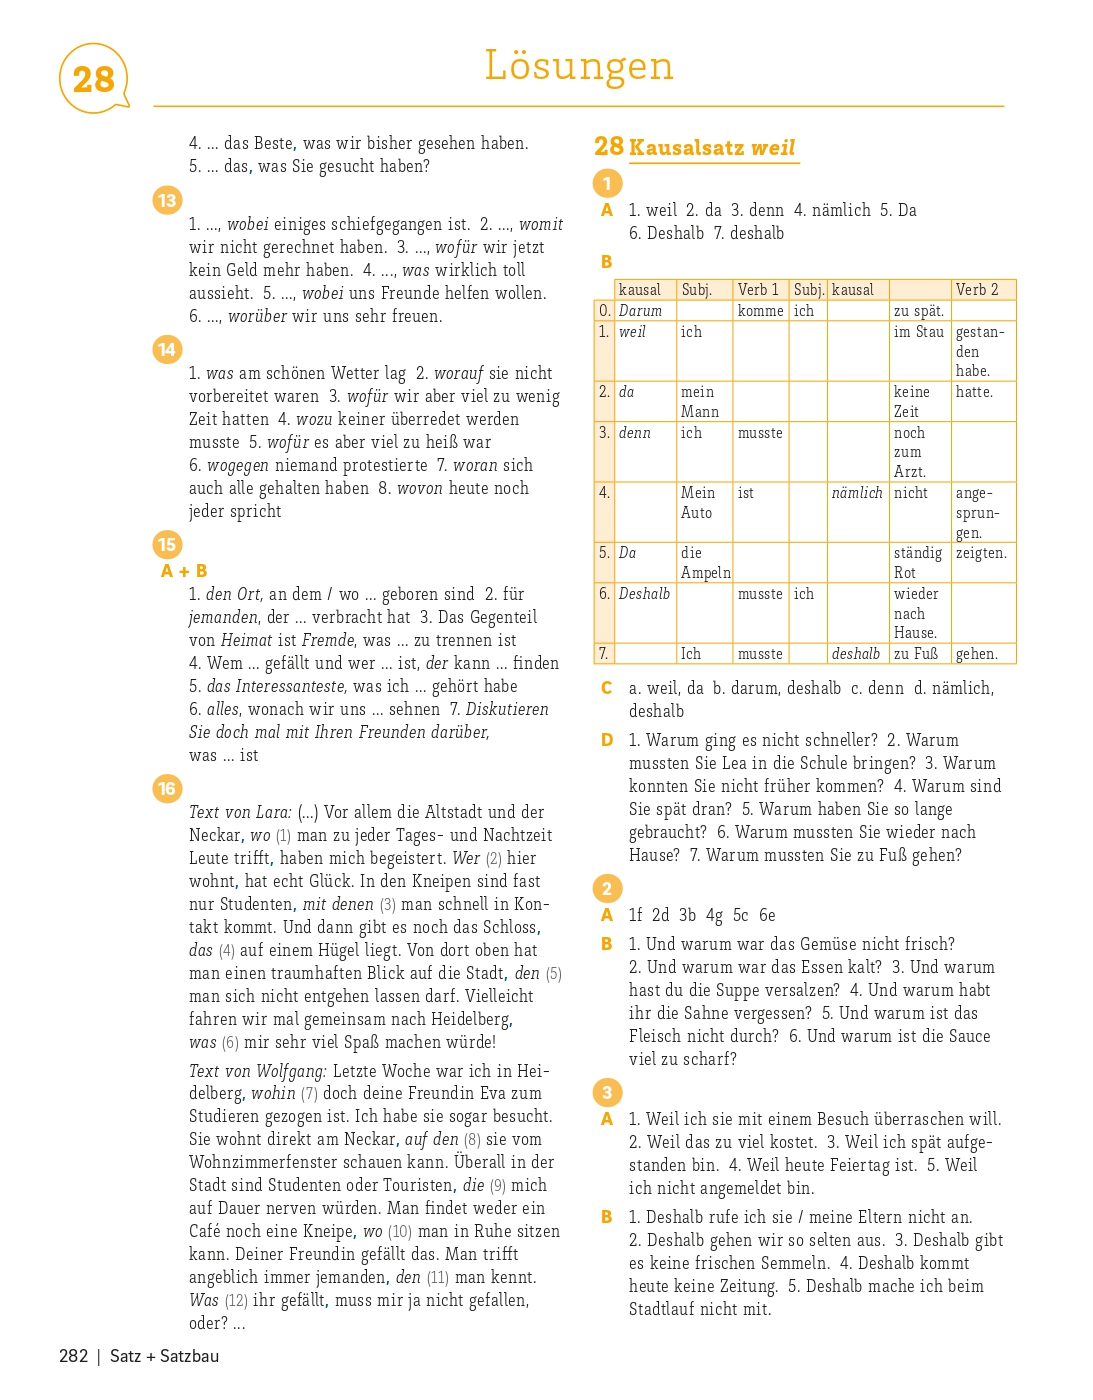 28
Lösungen
4. ... das Beste, was wir bisher gesehen haben.
5. ... das, was Sie gesucht haben?
13
1. ..., wobei einiges schiefgegangen ist.  2. ..., womit
wir nicht gerechnet haben.  3. ..., wofür wir jetzt
kein Geld mehr haben.  4. ..., was wirklich toll
aussieht.  5. ..., wobei uns Freunde helfen wollen.
6. ..., worüber wir uns sehr freuen.
14
1. was am schönen Wetter lag  2. worauf sie nicht
vorbereitet waren  3. wofür wir aber viel zu wenig
Zeit hatten  4. wozu keiner überredet werden
musste  5. wofür es aber viel zu heiß war
6. wogegen niemand protestierte  7. woran sich
auch alle gehalten haben  8. wovon heute noch
jeder spricht
15
A + B
1. den Ort, an dem / wo ... geboren sind  2. für
jemanden, der ... verbracht hat  3. Das Gegenteil
von Heimat ist Fremde, was ... zu trennen ist
4. Wem ... gefällt und wer ... ist, der kann ... finden
5. das Interessanteste, was ich ... gehört habe
6. alles, wonach wir uns ... sehnen  7. Diskutieren
Sie doch mal mit Ihren Freunden darüber,
was ... ist
16
Text von Lara: (...) Vor allem die Altstadt und der
Neckar, wo (1) man zu jeder Tages- und Nachtzeit
Leute trifft, haben mich begeistert. Wer (2) hier
wohnt, hat echt Glück. In den Kneipen sind fast
nur Studenten, mit denen (3) man schnell in Kon-
takt kommt. Und dann gibt es noch das Schloss,
das (4) auf einem Hügel liegt. Von dort oben hat
man einen traumhaften Blick auf die Stadt, den (5)
man sich nicht entgehen lassen darf. Vielleicht
fahren wir mal gemeinsam nach Heidelberg,
was (6) mir sehr viel Spaß machen würde!
Text von Wolfgang: Letzte Woche war ich in Hei-
delberg, wohin (7) doch deine Freundin Eva zum
Studieren gezogen ist. Ich habe sie sogar besucht.
Sie wohnt direkt am Neckar, auf den (8) sie vom
Wohnzimmerfenster schauen kann. Überall in der
Stadt sind Studenten oder Touristen, die (9) mich
auf Dauer nerven würden. Man findet weder ein
Café noch eine Kneipe, wo (10) man in Ruhe sitzen
kann. Deiner Freundin gefällt das. Man trifft
angeblich immer jemanden, den (11) man kennt.
Was (12) ihr gefällt, muss mir ja nicht gefallen,
oder? ...
28 Kausalsatz weil
1
A 1. weil  2. da  3. denn  4. nämlich  5. Da
6. Deshalb  7. deshalb
B
kausal Subj. Verb 1 Subj. kausal Verb 2
0. Darum komme ich zu spät.
1. weil ich im Stau gestan-
den
habe.
2. da mein keine hatte.
Mann Zeit
3. denn ich musste noch
zum
Arzt.
4. Mein ist nämlich nicht ange-
Auto sprun-
gen.
5. Da die ständig zeigten.
Ampeln Rot
6. Deshalb musste ich wieder
nach
Hause.
7. Ich musste deshalb zu Fuß gehen.
C a. weil, da  b. darum, deshalb  c. denn  d. nämlich,
deshalb
D 1. Warum ging es nicht schneller?  2. Warum
mussten Sie Lea in die Schule bringen?  3. Warum
konnten Sie nicht früher kommen?  4. Warum sind
Sie spät dran?  5. Warum haben Sie so lange
gebraucht?  6. Warum mussten Sie wieder nach
Hause?  7. Warum mussten Sie zu Fuß gehen?
2
A 1f  2d  3b  4g  5c  6e
B 1. Und warum war das Gemüse nicht frisch?
2. Und warum war das Essen kalt?  3. Und warum
hast du die Suppe versalzen?  4. Und warum habt
ihr die Sahne vergessen?  5. Und warum ist das
Fleisch nicht durch?  6. Und warum ist die Sauce
viel zu scharf?
3
A 1. Weil ich sie mit einem Besuch überraschen will.
2. Weil das zu viel kostet.  3. Weil ich spät aufge-
standen bin.  4. Weil heute Feiertag ist.  5. Weil
ich nicht angemeldet bin.
B 1. Deshalb rufe ich sie / meine Eltern nicht an.
2. Deshalb gehen wir so selten aus.  3. Deshalb gibt
es keine frischen Semmeln.  4. Deshalb kommt
heute keine Zeitung.  5. Deshalb mache ich beim
Stadtlauf nicht mit.
282 | Satz + Satzbau